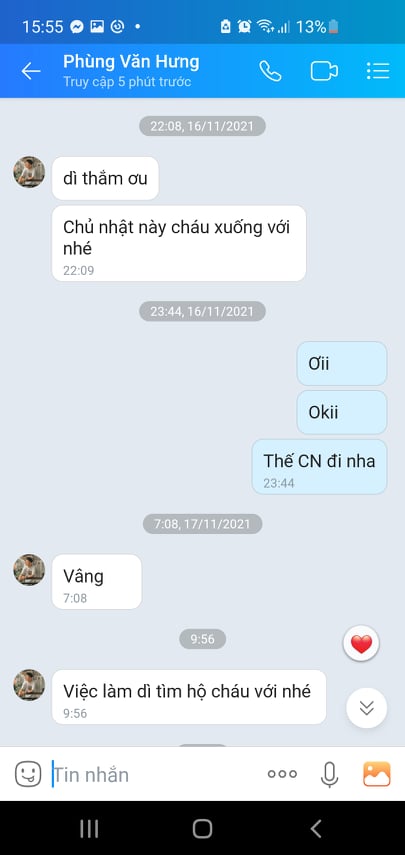 15:55
13%
Phùng Văn Hưng
Truy cập 5 phút trước
22:08, 16/11/2021
dì thắm ơu
Chủ nhật này cháu xuống với
nhé
22:09
23:44, 16/11/2021
Ơii
Okii
Thế CN đi nha
23:44
7:08, 17/11/2021
Vâng
7:08
9:56
Việc làm dì tìm hộ cháu với nhé
9:56
Tin nhắn